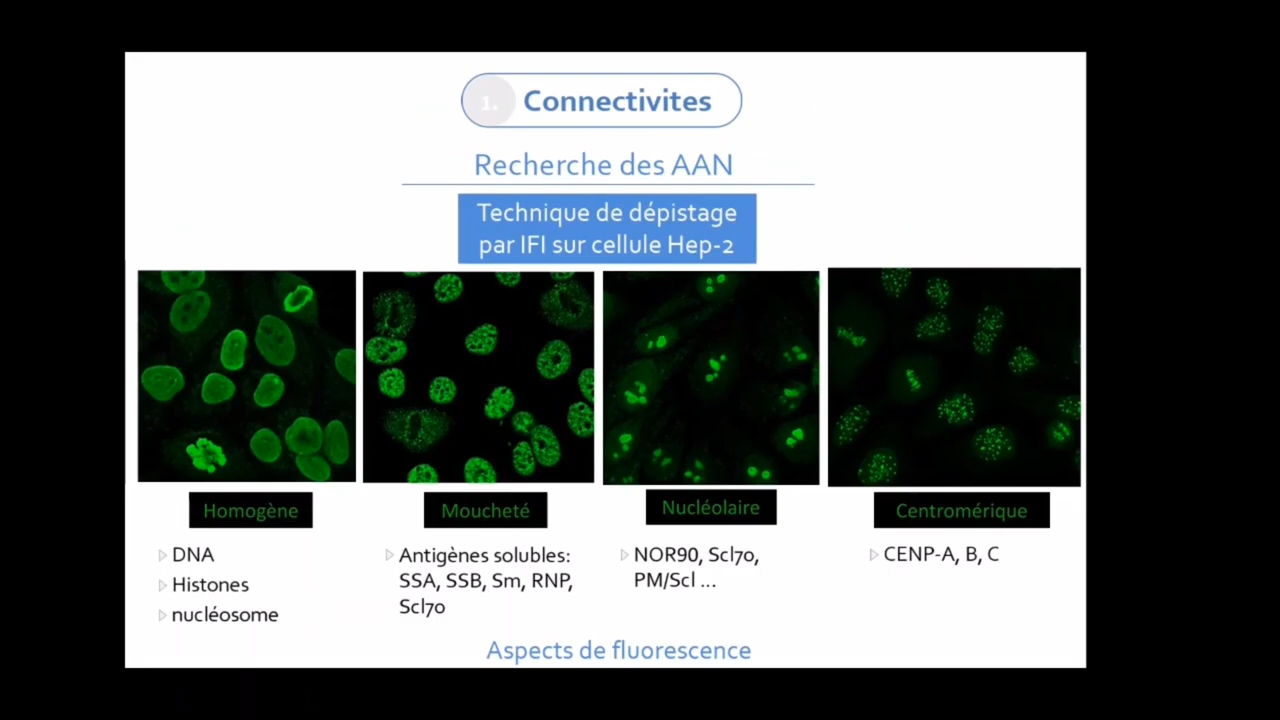 1. Connectivites
Recherche des AAN
Technique de dépistage
par IFI sur cellule Hep-2
Homogène
Moucheté
Nucléolaire
Centromérique
DNA
Histones
nucléosome
Antigènes solubles:
SSA, SSB, Sm, RNP,
Scl70
NOR90, Scl70,
PM/Scl ...
CENP-A, B, C
Aspects de fluorescence